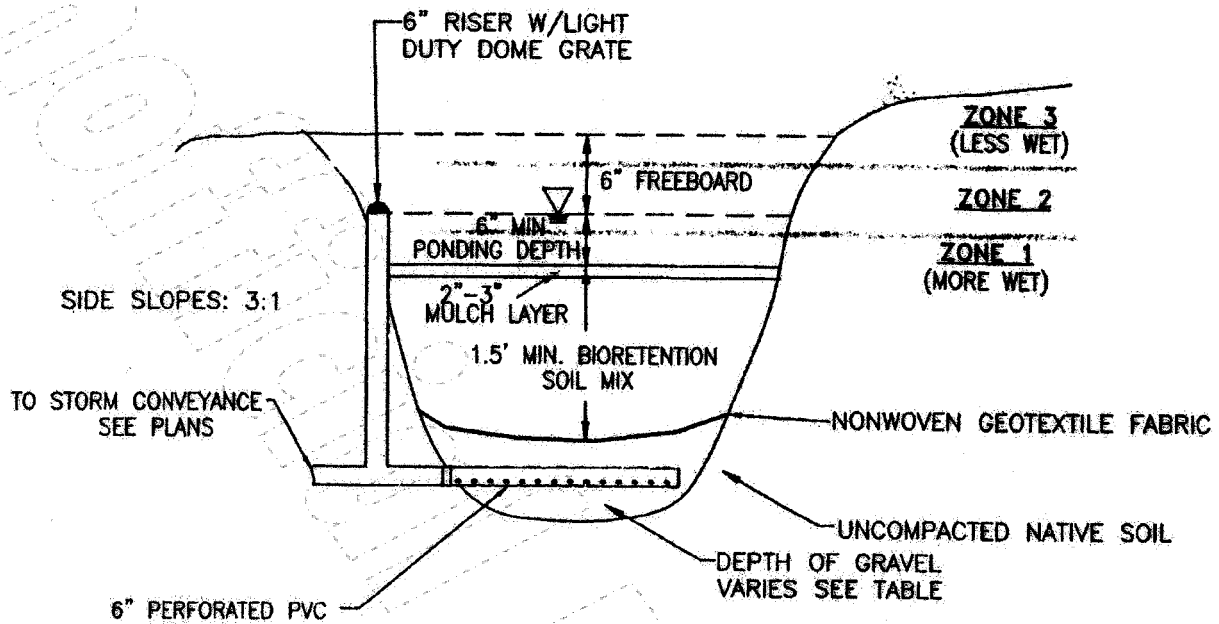 6" RISER W/LIGHT
DUTY DOME GRATE
ZONE 3
(LESS WET)
6" FREEBOARD
ZONE 2
6" MIN.
PONDING DEPTH
ZONE 1
(MORE WET)
SIDE SLOPES: 3:1
2"-3"
MULCH LAYER
1.5' MIN. BIORETENTION
SOIL MIX
TO STORM CONVEYANCE
SEE PLANS
NONWOVEN GEOTEXTILE FABRIC
UNCOMPACTED NATIVE SOIL
DEPTH OF GRAVEL
VARIES SEE TABLE
6" PERFORATED PVC